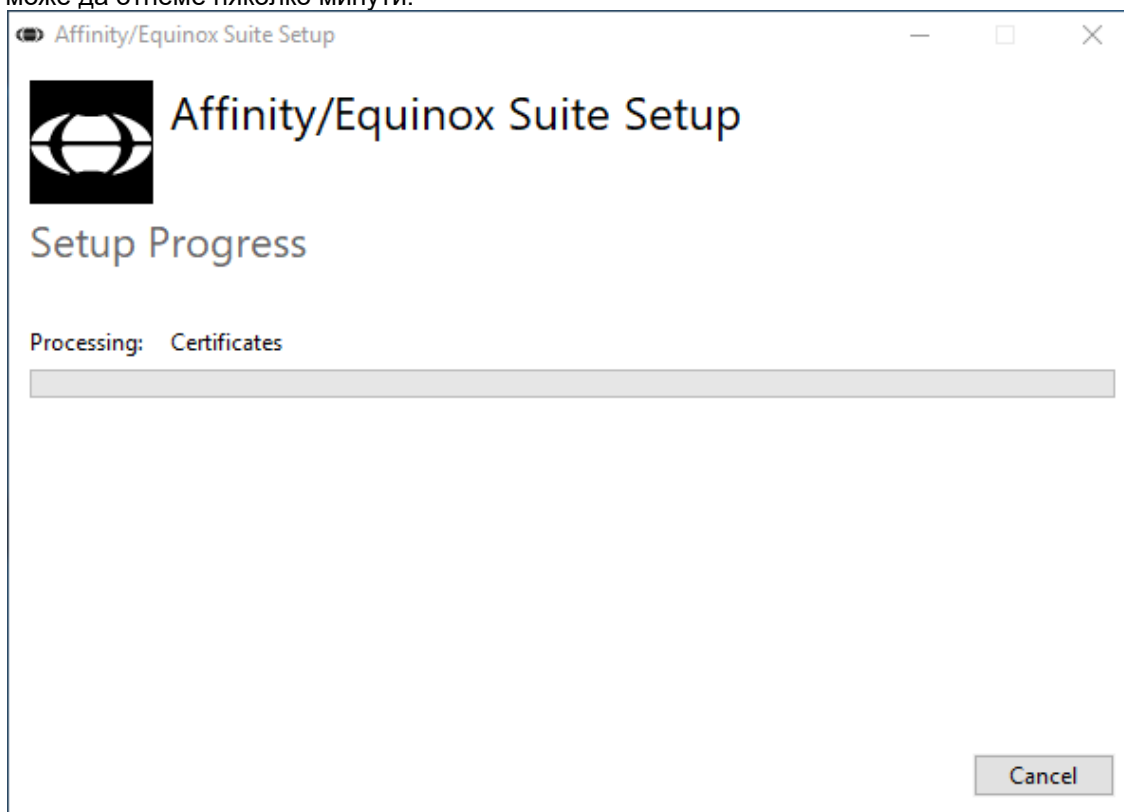 може да отнеме няколко минути.
Affinity/Equinox Suite Setup
Affinity/Equinox Suite Setup
Setup Progress
Processing: Certificates
Cancel